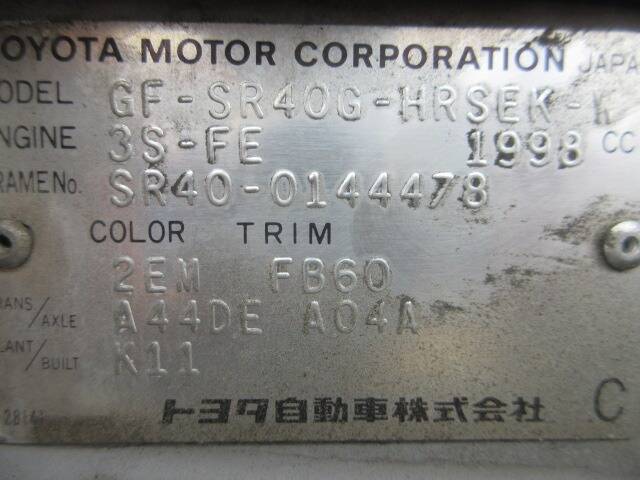 TOYOTA MOTOR CORPORATION JAPAN
MODEL GF-SR40G-HRSEK-K
ENGINE 3S-FE 1998 CC
FRAME No. SR40-0144478
COLOR TRIM
2EM FB60
TRANS/AXLE A44DE A04A
PLANT/BUILT K11
トヨタ自動車株式会社 C